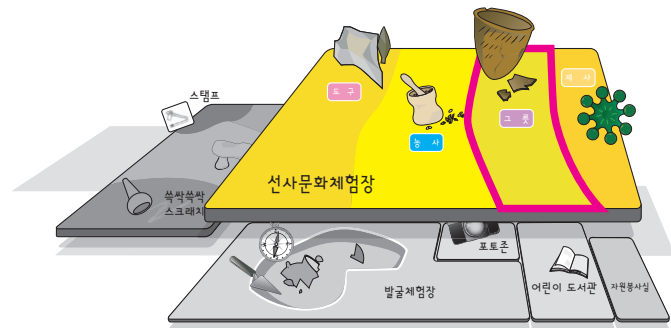 스탬프
도 구
제 사
그 릇
농 사
선사문화체험장
쓱싹쓱싹
스크래치
포토존
발굴체험장
어린이 도서관
자원봉사실